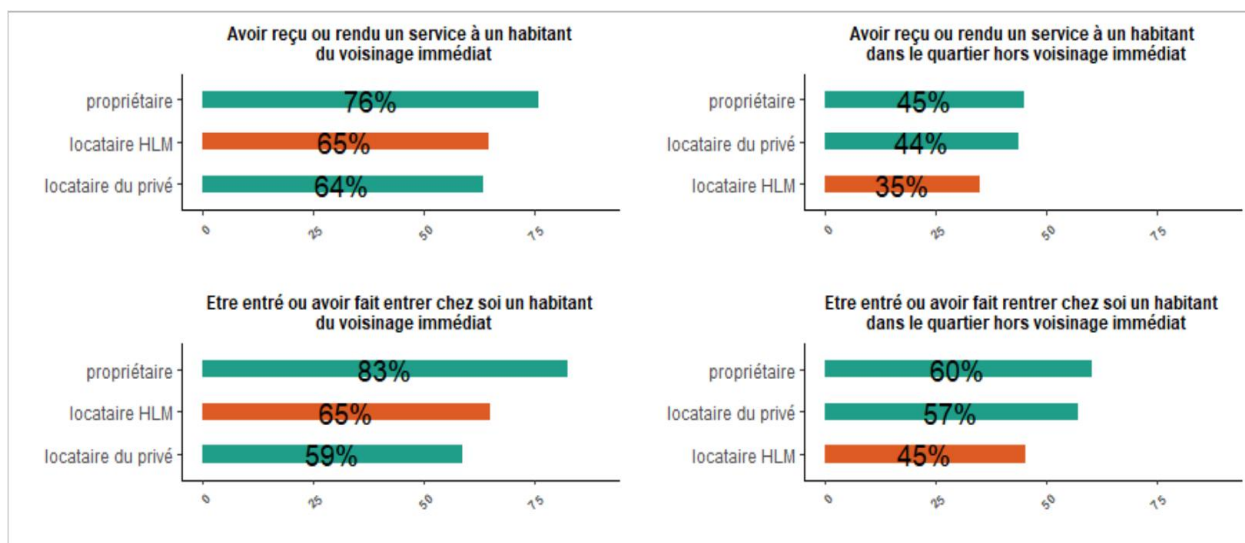 Avoir reçu ou rendu un service à un habitant
du voisinage immédiat
propriétaire
76%
locataire HLM
65%
locataire du privé
64%
0 25 50 75
Avoir reçu ou rendu un service à un habitant
dans le quartier hors voisinage immédiat
propriétaire
45%
locataire du privé
44%
locataire HLM
35%
0 25 50 75
Etre entré ou avoir fait entrer chez soi un habitant
du voisinage immédiat
propriétaire
83%
locataire HLM
65%
locataire du privé
59%
0 25 50 75
Etre entré ou avoir fait rentrer chez soi un habitant
dans le quartier hors voisinage immédiat
propriétaire
60%
locataire du privé
57%
locataire HLM
45%
0 25 50 75